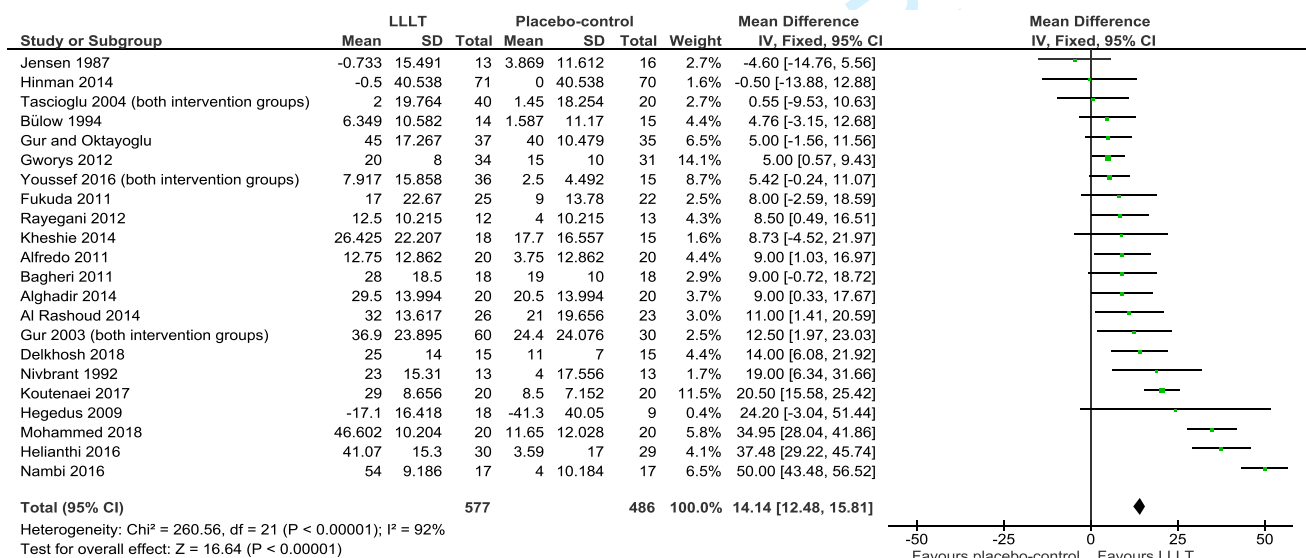 LLLT Placebo-control Mean Difference Mean Difference
Study or Subgroup Mean SD Total Mean SD Total Weight IV, Fixed, 95% CI IV, Fixed, 95% CI
Jensen 1987 -0.733 15.491 13 3.869 11.612 16 2.7% -4.60 [-14.76, 5.56]
Hinman 2014 -0.5 40.538 71 0 40.538 70 1.6% -0.50 [-13.88, 12.88]
Tascioglu 2004 (both intervention groups) 2 19.764 40 1.45 18.254 20 2.7% 0.55 [-9.53, 10.63]
Bülow 1994 6.349 10.582 14 1.587 11.17 15 4.4% 4.76 [-3.15, 12.68]
Gur and Oktayoglu 45 17.267 37 40 10.479 35 6.4% 5.00 [-1.56, 11.56]
Gworys 2012 20 8 34 15 10 31 14.1% 5.00 [0.57, 9.43]
Youssef 2016 (both intervention groups) 7.917 15.858 36 2.5 4.492 15 8.7% 5.42 [-0.24, 11.07]
Fukuda 2011 17 22.67 25 9 13.78 22 2.5% 8.00 [-2.59, 18.59]
Rayegani 2012 12.5 10.215 12 4 10.215 13 4.3% 8.50 [0.49, 16.51]
Kheshie 2014 26.425 22.207 18 17.7 16.557 15 1.6% 8.73 [-4.52, 21.97]
Alfredo 2011 12.75 12.862 20 3.75 12.862 20 4.4% 9.00 [1.03, 16.97]
Bagheri 2011 28 18.5 18 19 10 18 2.9% 9.00 [-0.72, 18.72]
Alghadir 2014 29.5 13.994 20 20.5 13.994 20 3.7% 9.00 [0.33, 17.67]
Al Rashoud 2014 32 13.617 26 21 19.656 23 3.0% 11.00 [1.41, 20.59]
Gur 2003 (both intervention groups) 36.9 23.895 60 24.4 24.076 30 2.5% 12.50 [1.97, 23.03]
Delkhosh 2018 25 14 15 11 7 15 4.4% 14.00 [6.08, 21.92]
Nivbrant 1992 23 15.31 13 4 17.556 13 1.7% 19.00 [6.34, 31.66]
Koutenaei 2017 29 8.656 20 8.5 7.152 20 11.5% 20.50 [15.58, 25.42]
Hegedus 2009 -17.1 16.418 18 -41.3 40.05 9 0.4% 24.20 [-3.04, 51.44]
Mohammed 2018 46.602 10.204 20 11.65 12.028 20 5.8% 34.95 [28.04, 41.86]
Helianthi 2016 41.07 15.3 30 3.59 17 29 4.1% 37.48 [29.22, 45.74]
Nambi 2016 54 9.186 17 4 10.184 17 6.5% 50.00 [43.48, 56.52]
Total (95% CI) 577 486 100.0% 14.14 [12.48, 15.81]
Heterogeneity: Chi² = 260.56, df = 21 (P < 0.00001); I² = 92%
Test for overall effect: Z = 16.64 (P < 0.00001)
-50 -25 0 25 50
Favours placebo-control Favours LLLT